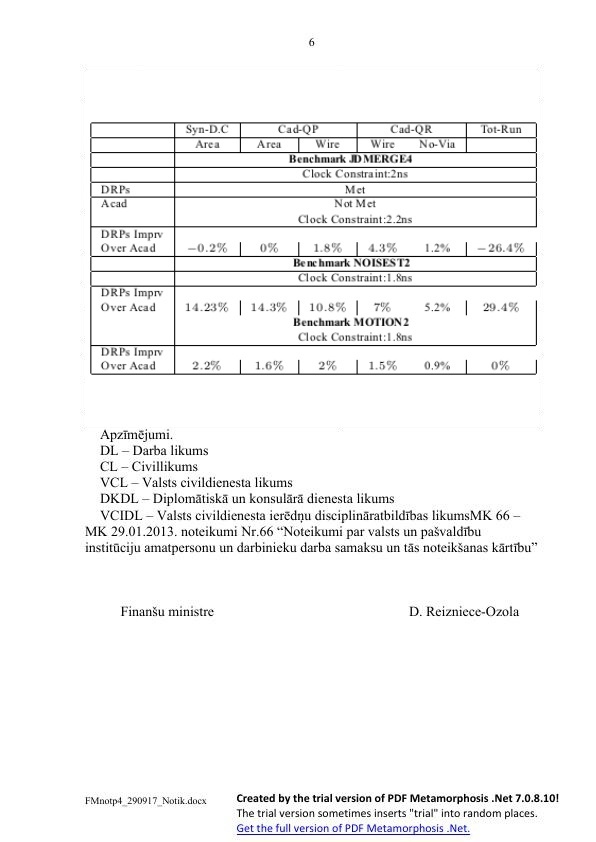 6
Syn-D.C Cad-QP Cad-QR Tot-Run
Area Area Wire Wire No-Via
Benchmark JDMERGE4
Clock Constraint:2ns
DRPs Met
Acad Not Met
Clock Constraint:2.2ns
DRPs Imprv
Over Acad −0.2% 0% 1.8% 4.3% 1.2% −26.4%
Benchmark NOISEST2
Clock Constraint:1.8ns
DRPs Imprv
Over Acad 14.23% 14.3% 10.8% 7% 5.2% 29.4%
Benchmark MOTION2
Clock Constraint:1.8ns
DRPs Imprv
Over Acad 2.2% 1.6% 2% 1.5% 0.9% 0%
Apzīmējumi.
DL – Darba likums
CL – Civillikums
VCL – Valsts civildienesta likums
DKDL – Diplomātiskā un konsulārā dienesta likums
VCIDL – Valsts civildienesta ierēdņu disciplināratbildības likumsMK 66 –
MK 29.01.2013. noteikumi Nr.66 “Noteikumi par valsts un pašvaldību
institūciju amatpersonu un darbinieku darba samaksu un tās noteikšanas kārtību”
Finanšu ministre D. Reizniece-Ozola
FMnotp4_290917_Notik.docx
Created by the trial version of PDF Metamorphosis .Net 7.0.8.10!
The trial version sometimes inserts "trial" into random places.
Get the full version of PDF Metamorphosis .Net.